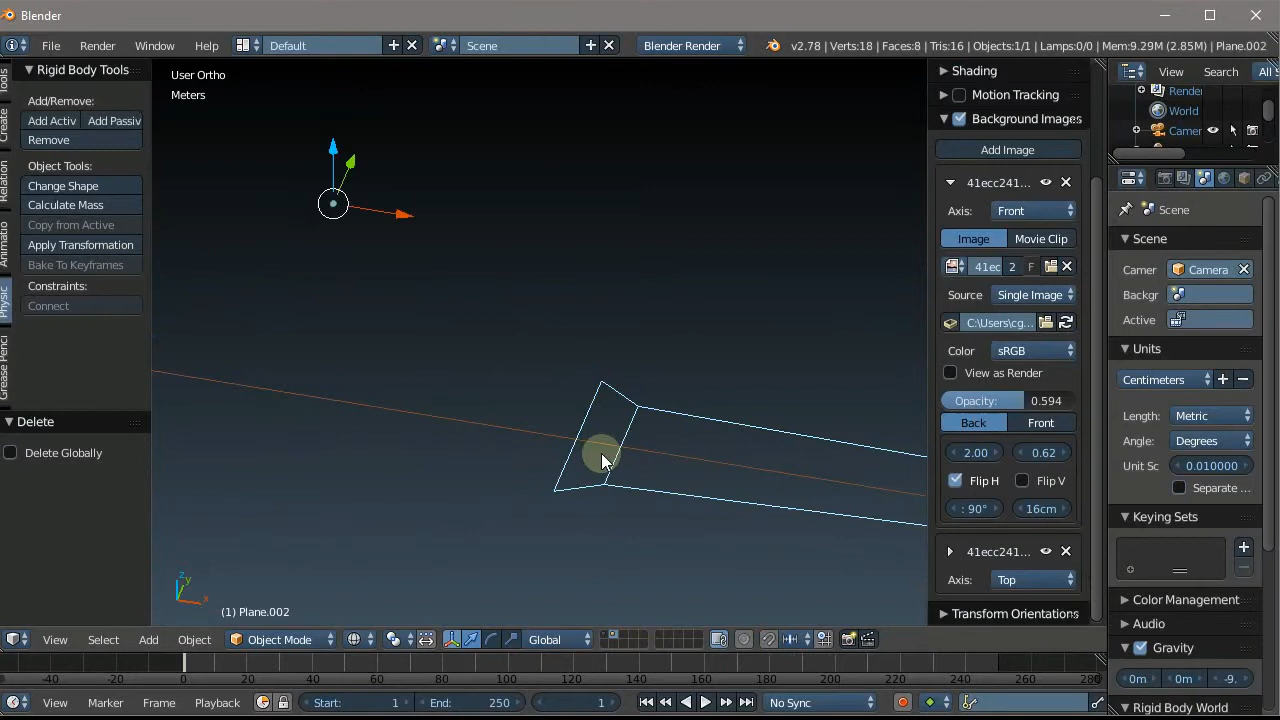 Blender
File Render Window Help Default Scene Blender Render v2.78 | Verts:18 | Faces:8 | Tris:16 | Objects:1/1 | Lamps:0/0 | Mem:9.29M (2.85M) | Plane.002
Rigid Body Tools
Add/Remove:
Add Activ Add Passiv
Remove
Object Tools:
Change Shape
Calculate Mass
Copy from Active
Apply Transformation
Bake To Keyframes
Constraints:
Connect
Tools
Create
Relation
Animatio
Physic
Grease Penci
Delete
Delete Globally
User Ortho
Meters
z
y
x
(1) Plane.002
Shading
Motion Tracking
Background Images
Add Image
41ecc241...
Axis: Front
Image Movie Clip
41ec 2 F
Source Single Image
C:\Users\cg...
Color sRGB
View as Render
Opacity: 0.594
Back Front
2.00 0.62
Flip H Flip V
: 90° 16cm
41ecc241...
Axis: Top
Transform Orientations
View Search All S
Render
World
Camer
Scene
Scene
Camer Camera
Backgr
Active
Units
Centimeters
Length: Metric
Angle: Degrees
Unit Sc 0.010000
Separate ...
Keying Sets
Color Management
Audio
Gravity
0m 0m -9.
Rigid Body World
View Select Add Object Object Mode Global
-40 -20 0 20 40 60 80 100 120 140 160 180 200 220 240 260 280
View Marker Frame Playback Start: 1 End: 250 1 No Sync